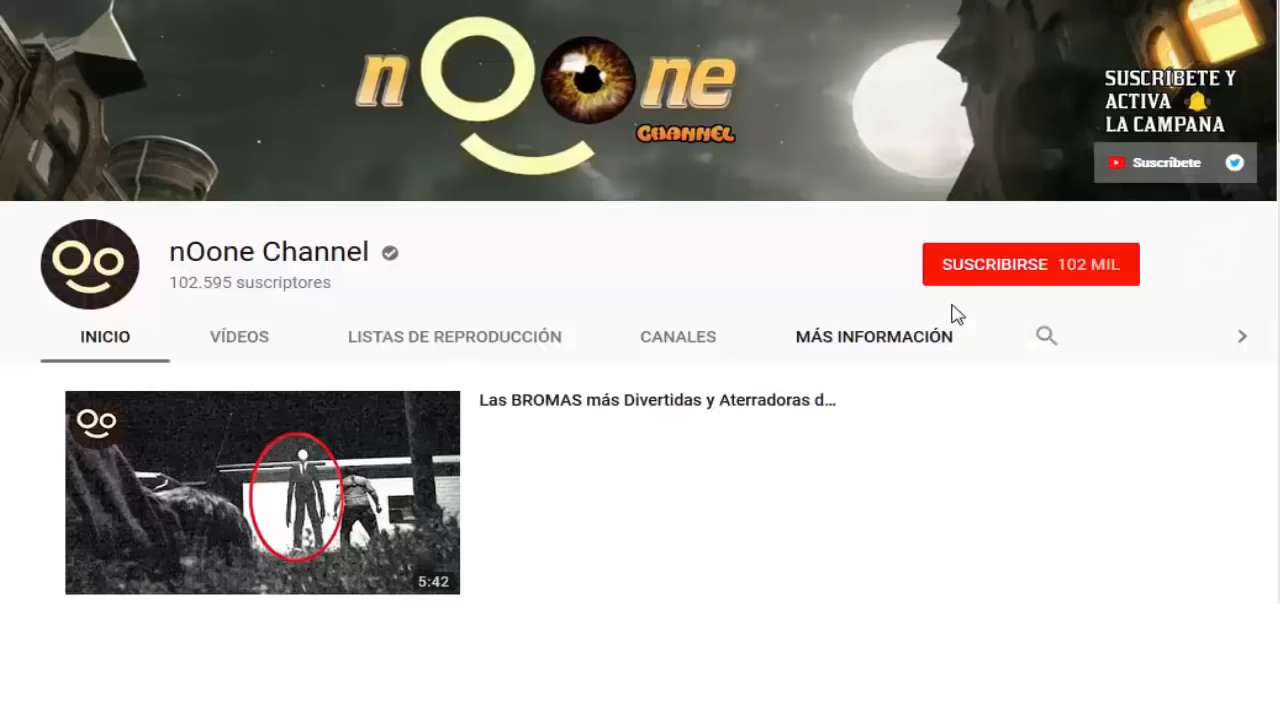 nOone
CHANNEL
SUSCRÍBETE Y
ACTIVA
LA CAMPANA
Suscríbete
nOone Channel
102.595 suscriptores
SUSCRIBIRSE 102 MIL
INICIO VÍDEOS LISTAS DE REPRODUCCIÓN CANALES MÁS INFORMACIÓN
Las BROMAS más Divertidas y Aterradoras d...
5:42